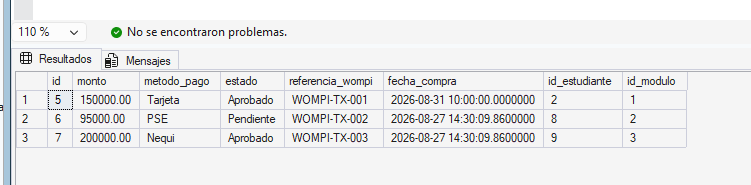 110 % No se encontraron problemas.
Resultados Mensajes
id monto metodo_pago estado referencia_wompi fecha_compra id_estudiante id_modulo
1 5 150000.00 Tarjeta Aprobado WOMPI-TX-001 2026-08-31 10:00:00.0000000 2 1
2 6 95000.00 PSE Pendiente WOMPI-TX-002 2026-08-27 14:30:09.8600000 8 2
3 7 200000.00 Nequi Aprobado WOMPI-TX-003 2026-08-27 14:30:09.8600000 9 3